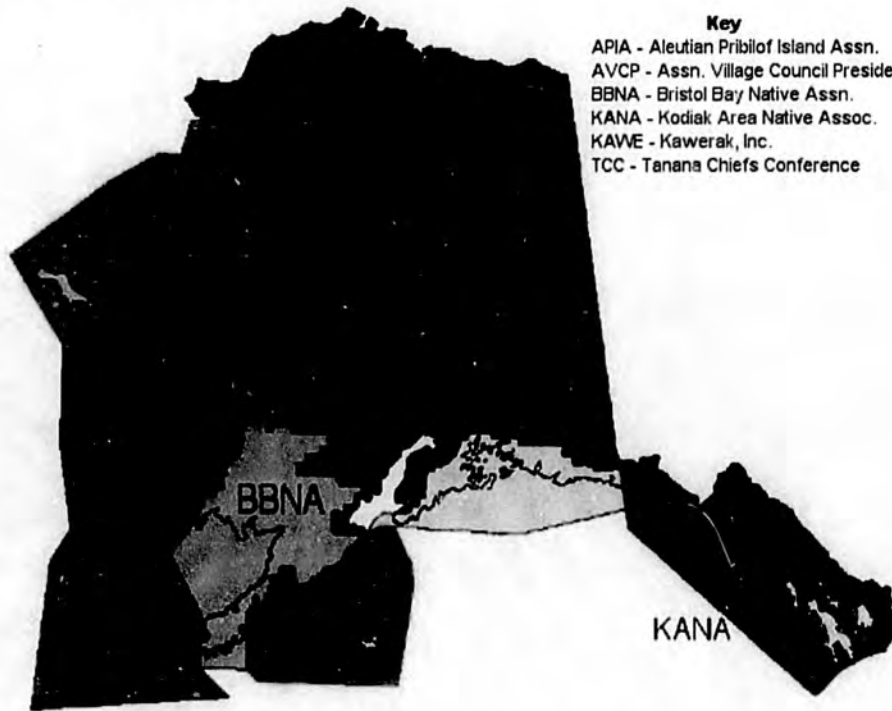 Key
APIA - Aleutian Pribilof Island Assn.
AVCP - Assn. Village Council Preside
BBNA - Bristol Bay Native Assn.
KANA - Kodiak Area Native Assoc.
KAWE - Kawerak, Inc.
TCC - Tanana Chiefs Conference
BBNA
KANA